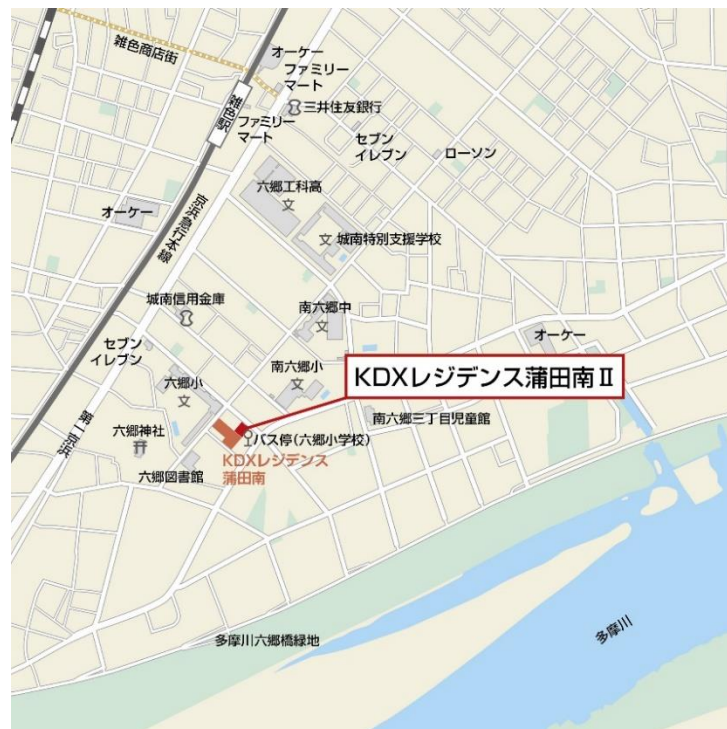 雑色商店街
オーケー
ファミリー
マート
三井住友銀行
雑色駅
ファミリー
マート
セブン
イレブン
ローソン
六郷工科高
文
オーケー
京浜急行本線
文
城南特別支援学校
城南信用金庫
南六郷中
文
オーケー
セブン
イレブン
六郷小
文
南六郷小
文
KDXレジデンス蒲田南Ⅱ
第一京浜
六郷神社
バス停(六郷小学校)
南六郷三丁目児童館
KDXレジデンス
蒲田南
六郷図書館
多摩川六郷橋緑地
多摩川